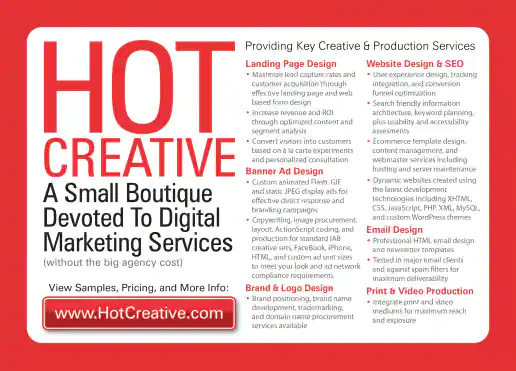 HOT
CREATIVE
A Small Boutique
Devoted To Digital
Marketing Services
(without the big agency cost)
View Samples, Pricing, and More Info:
www.HotCreative.com
Providing Key Creative & Production Services
Landing Page Design
• Maximize lead capture rates and
customer acquisition through
effective landing page and web
based form design
• Increase revenue and ROI
through optimized content and
segment analysis
• Convert visitors into customers
based on à la carte experiments
and personalized consultation
Banner Ad Design
• Custom animated Flash, GIF
and static JPEG display ads for
effective direct response and
branding campaigns
• Copywriting, image procurement,
layout, ActionScript coding, and
production for standard IAB
creative sets, FaceBook, iPhone,
HTML, and custom ad unit sizes
to meet your look and ad network
compliance requirements
Brand & Logo Design
• Brand positioning, brand name
development, trademarking,
and domain name procurement
services available
Website Design & SEO
• User experience design, tracking
integration, and conversion
funnel optimization
• Search friendly information
architecture, keyword planning,
plus usability and accessibility
assesments
• Ecommerce template design,
content management, and
webmaster services including
hosting and server maintenance
• Dynamic websites created using
the latest development
technologies including XHTML,
CSS, JavaScript, PHP, XML, MySQL,
and custom WordPress themes
Email Design
• Professional HTML email design
and newsletter templates
• Tested in major email clients
and against spam filters for
maximum deliverability
Print & Video Production
• Integrate print and video
mediums for maximum reach
and exposure